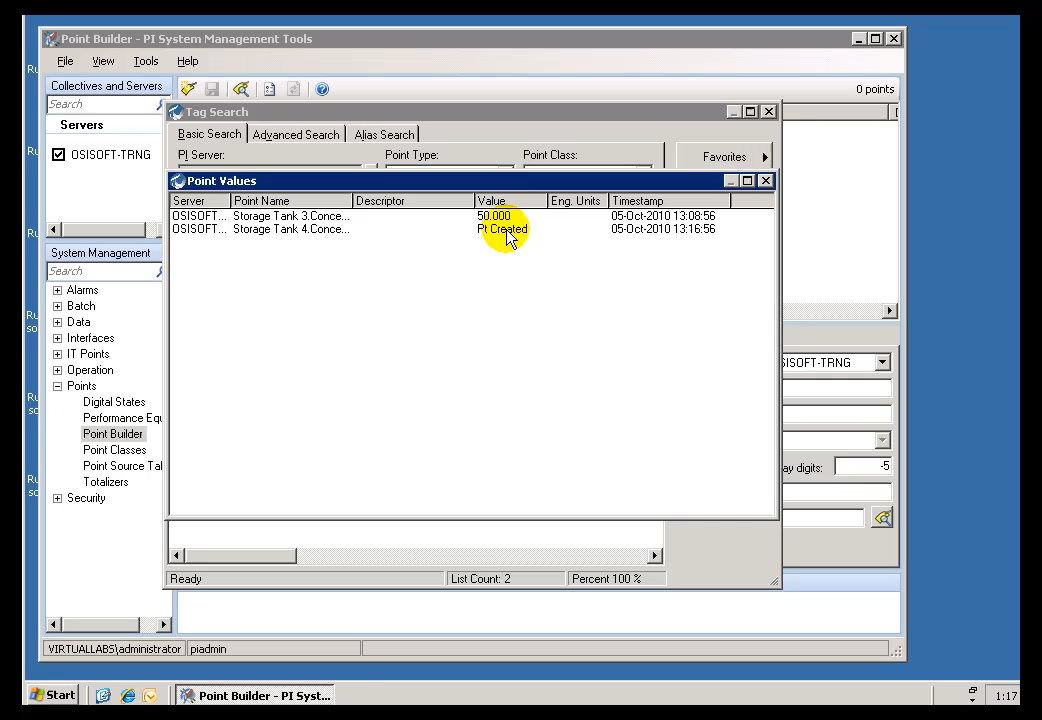 Point Builder - PI System Management Tools
File View Tools Help
Collectives and Servers
0 points
Search
Servers
OSISOFT-TRNG
Tag Search
Basic Search Advanced Search Alias Search
PI Server: Point Type: Point Class:
Favorites
Point Values
Server Point Name Descriptor Value Eng. Units Timestamp
OSISOFT... Storage Tank 3.Conce... 50.000 05-Oct-2010 13:08:56
OSISOFT... Storage Tank 4.Conce... Pt Created 05-Oct-2010 13:16:56
System Management
Search
Alarms
Batch
Data
Interfaces
IT Points
Operation
Points
Digital States
Performance Equ
Point Builder
Point Classes
Point Source Tal
Totalizers
Security
SISOFT-TRNG
ay digits: -5
Ready List Count: 2 Percent 100 %
VIRTUALLABS\administrator piadmin
Start Point Builder - PI Syst... 1:17